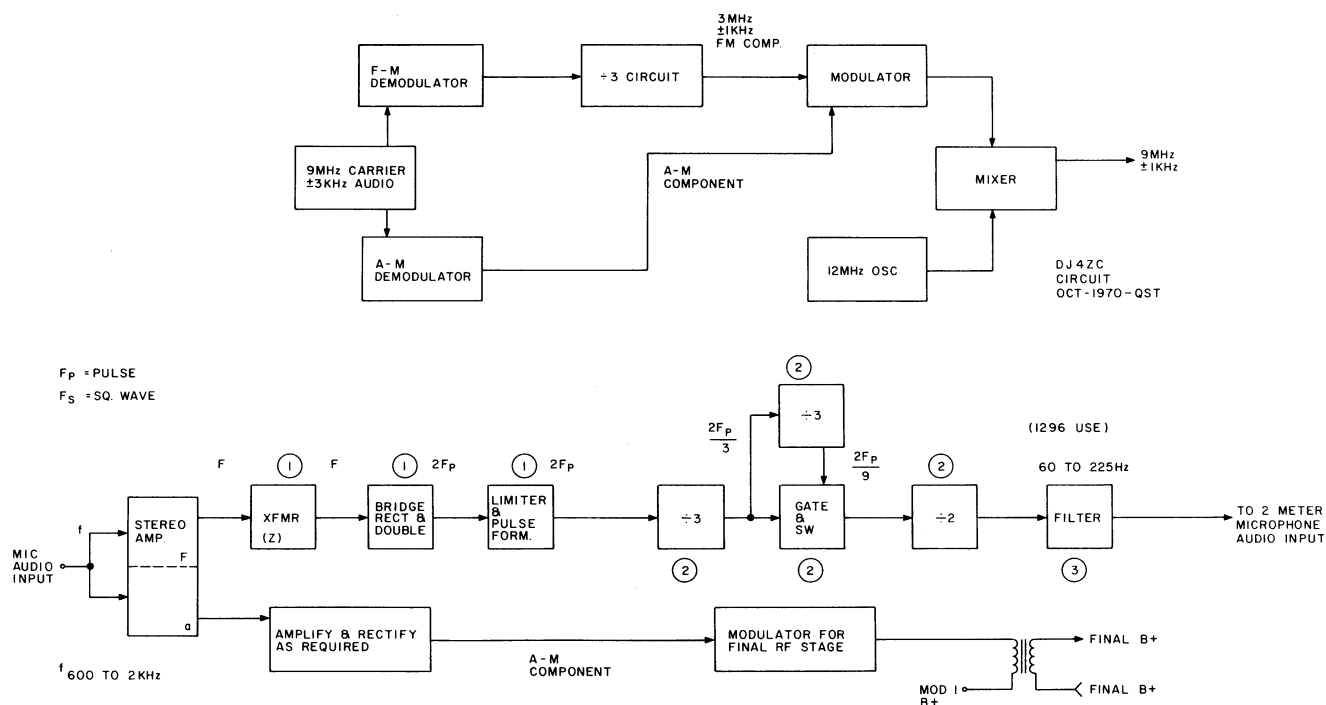 3MHz
±1KHz
FM COMP.
F-M
DEMODULATOR
÷3 CIRCUIT
MODULATOR
9MHz CARRIER
±3KHz AUDIO
A-M
COMPONENT
MIXER
9MHz
±1KHz
A-M
DEMODULATOR
12MHz OSC
DJ4ZC
CIRCUIT
OCT-1970-QST
FP = PULSE
FS = SQ. WAVE
2
÷3
2FP
3
2FP
9
(1296 USE)
60 TO 225Hz
F
1
F
1
2FP
1
2FP
2
f
STEREO
AMP.
F
a
XFMR
(Z)
BRIDGE
RECT &
DOUBLE
LIMITER
&
PULSE
FORM.
÷3
GATE
&
SW
÷2
FILTER
TO 2 METER
MICROPHONE
AUDIO INPUT
MIC
AUDIO
INPUT
2
2
3
AMPLIFY & RECTIFY
AS REQUIRED
A-M
COMPONENT
MODULATOR FOR
FINAL RF STAGE
FINAL B+
f 600 TO 2KHz
MOD 1
B+
FINAL B+